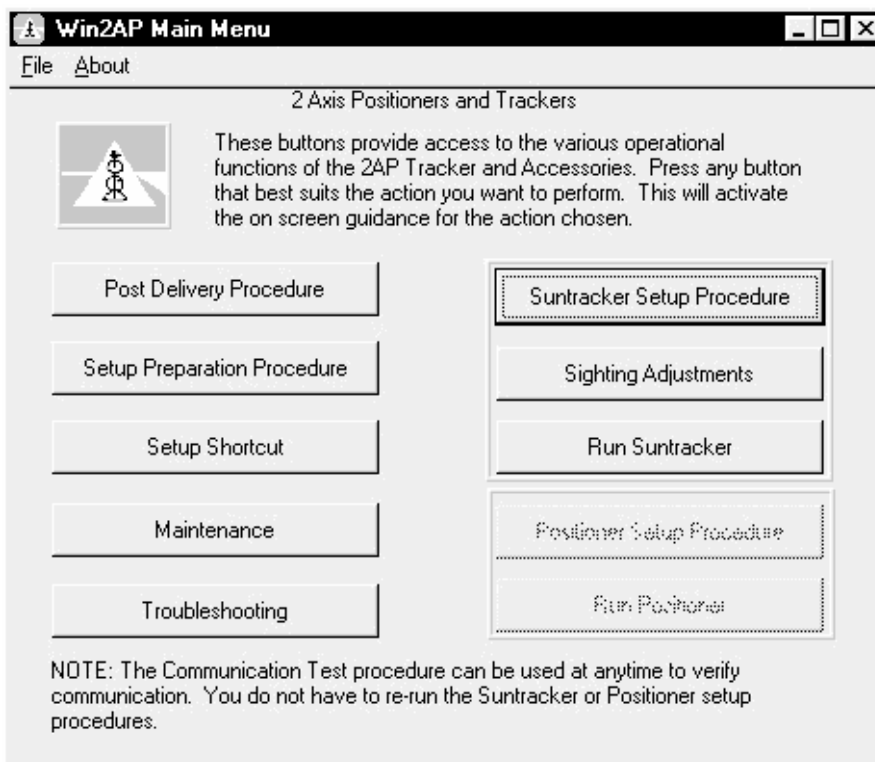 Win2AP Main Menu
File About
2 Axis Positioners and Trackers
These buttons provide access to the various operational
functions of the 2AP Tracker and Accessories. Press any button
that best suits the action you want to perform. This will activate
the on screen guidance for the action chosen.
Post Delivery Procedure
Suntracker Setup Procedure
Setup Preparation Procedure
Sighting Adjustments
Setup Shortcut
Run Suntracker
Maintenance
Positioner Setup Procedure
Troubleshooting
Run Positioner
NOTE: The Communication Test procedure can be used at anytime to verify
communication. You do not have to re-run the Suntracker or Positioner setup
procedures.